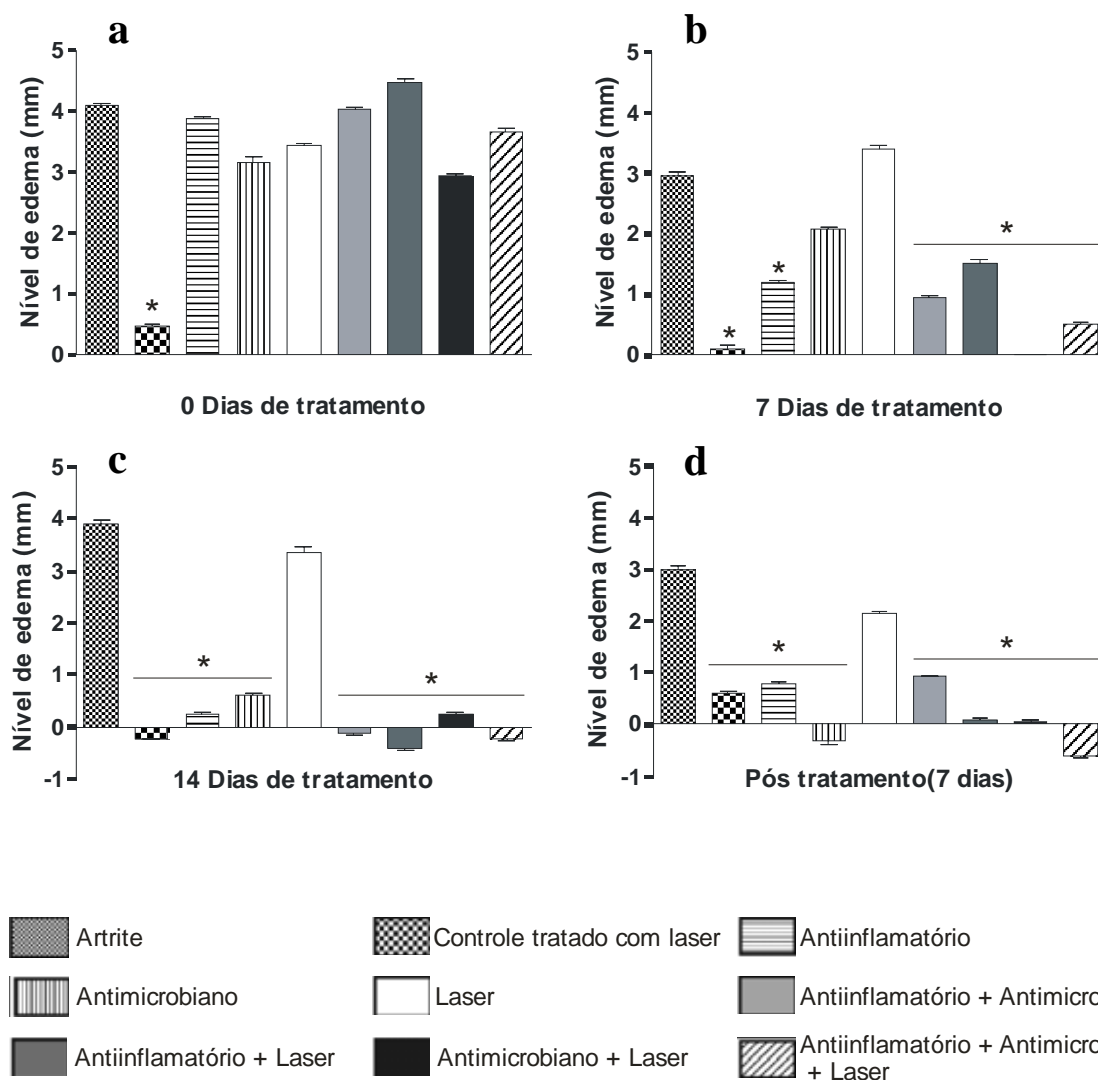 a
5
4
3
2
1
0
Nível de edema (mm)
*
0 Dias de tratamento
b
5
4
3
2
1
0
Nível de edema (mm)
*
*
*
7 Dias de tratamento
c
5
4
3
2
1
0
-1
Nível de edema (mm)
*
*
14 Dias de tratamento
d
5
4
3
2
1
0
-1
Nível de edema (mm)
*
*
Pós tratamento(7 dias)
Artrite
Controle tratado com laser
Antiinflamatório
Antimicrobiano
Laser
Antiinflamatório + Antimicro
Antiinflamatório + Laser
Antimicrobiano + Laser
Antiinflamatório + Antimicro
+ Laser